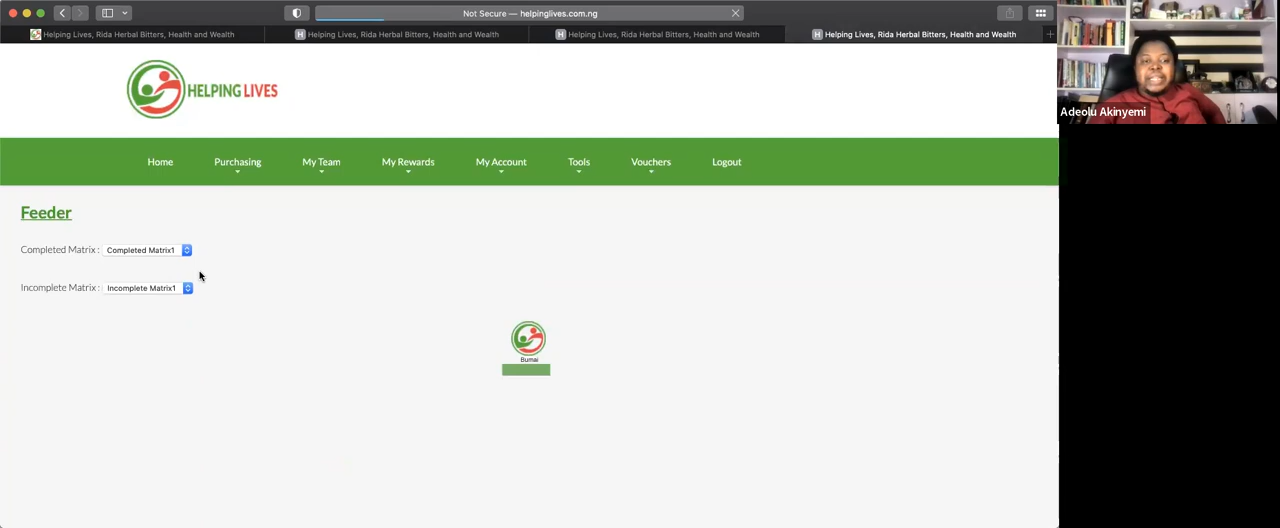 Not Secure — helpinglives.com.ng
Helping Lives, Rida Herbal Bitters, Health and Wealth
H Helping Lives, Rida Herbal Bitters, Health and Wealth
H Helping Lives, Rida Herbal Bitters, Health and Wealth
H Helping Lives, Rida Herbal Bitters, Health and Wealth
Adeolu Akinyemi
HELPING LIVES
Home Purchasing My Team My Rewards My Account Tools Vouchers Logout
Feeder
Completed Matrix : Completed Matrix1
Incomplete Matrix : Incomplete Matrix1
Bumai